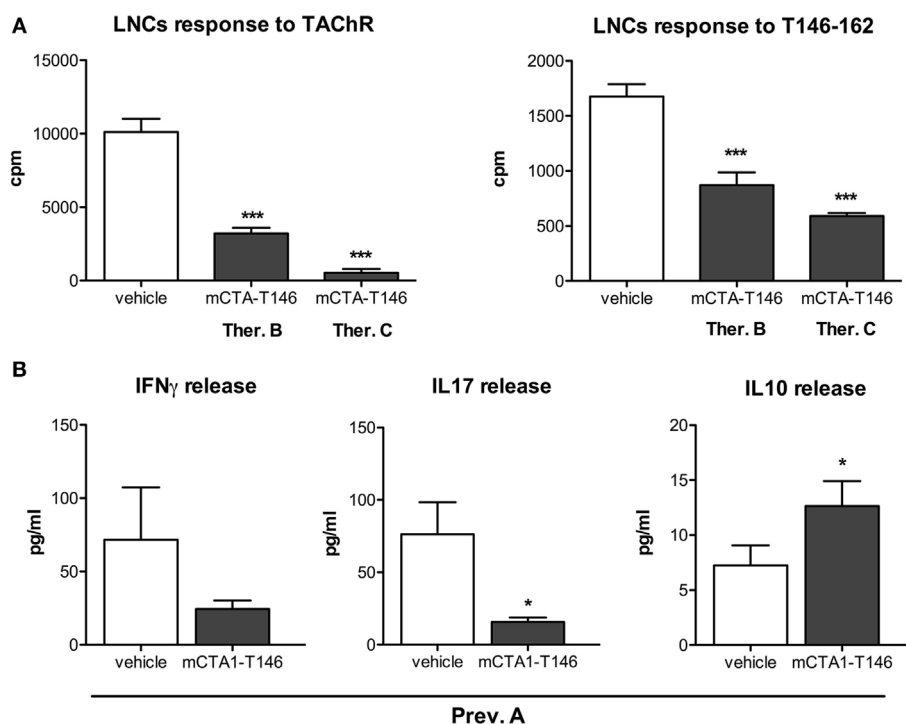 A
LNCs response to TAChR
15000
10000
5000
0
cpm
***
***
vehicle
mCTA-T146
mCTA-T146
Ther. B
Ther. C
LNCs response to T146-162
2000
1500
1000
500
0
cpm
***
***
vehicle
mCTA-T146
mCTA-T146
Ther. B
Ther. C
B
IFNγ release
150
100
50
0
pg/ml
vehicle
mCTA1-T146
IL17 release
150
100
50
0
pg/ml
*
vehicle
mCTA1-T146
IL10 release
20
15
10
5
0
pg/ml
*
vehicle
mCTA1-T146
Prev. A